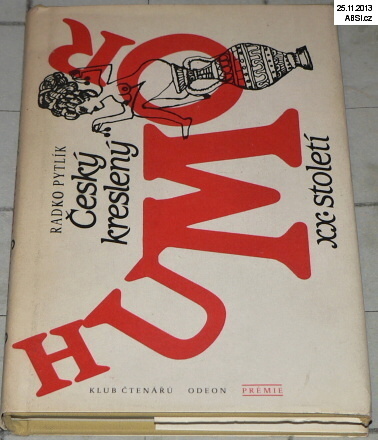 25.11.2013
ABSI.cz
RADKO PYTLÍK
Český
kreslený
HUMOR
xx. století
KLUB ČTENÁŘŮ ODEON PRÉMIE